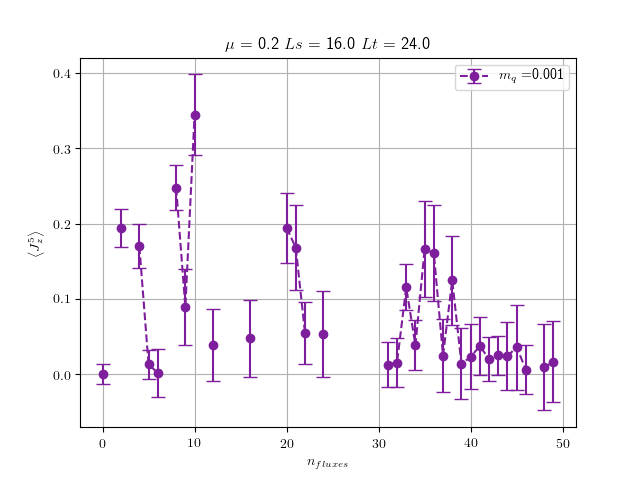 μ = 0.2 Ls = 16.0 Lt = 24.0
m_q =0.001
⟨J_z^5⟩
0.4
0.3
0.2
0.1
0.0
0 10 20 30 40 50
n_fluxes